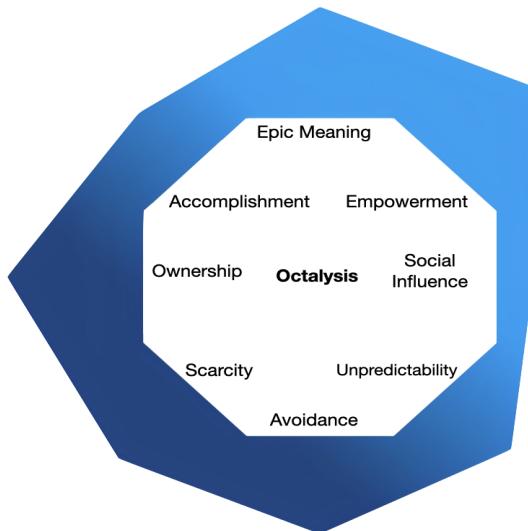 Epic Meaning
Accomplishment
Empowerment
Ownership
Octalysis
Social
Influence
Scarcity
Unpredictability
Avoidance